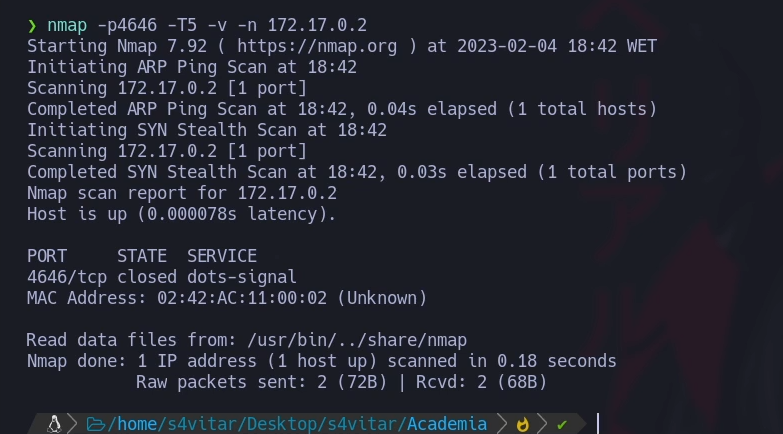 ❯ nmap -p4646 -T5 -v -n 172.17.0.2
Starting Nmap 7.92 ( https://nmap.org ) at 2023-02-04 18:42 WET
Initiating ARP Ping Scan at 18:42
Scanning 172.17.0.2 [1 port]
Completed ARP Ping Scan at 18:42, 0.04s elapsed (1 total hosts)
Initiating SYN Stealth Scan at 18:42
Scanning 172.17.0.2 [1 port]
Completed SYN Stealth Scan at 18:42, 0.03s elapsed (1 total ports)
Nmap scan report for 172.17.0.2
Host is up (0.000078s latency).
PORT     STATE  SERVICE
4646/tcp closed dots-signal
MAC Address: 02:42:AC:11:00:02 (Unknown)
Read data files from: /usr/bin/../share/nmap
Nmap done: 1 IP address (1 host up) scanned in 0.18 seconds
           Raw packets sent: 2 (72B) | Rcvd: 2 (68B)
/home/s4vitar/Desktop/s4vitar/Academia